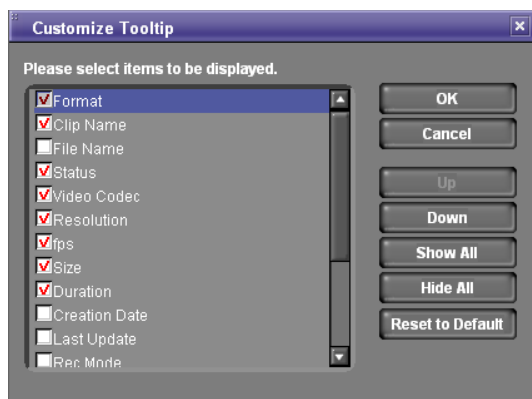 Customize Tooltip
Please select items to be displayed.
Format
Clip Name
File Name
Status
Video Codec
Resolution
fps
Size
Duration
Creation Date
Last Update
Rec Mode
OK
Cancel
Up
Down
Show All
Hide All
Reset to Default